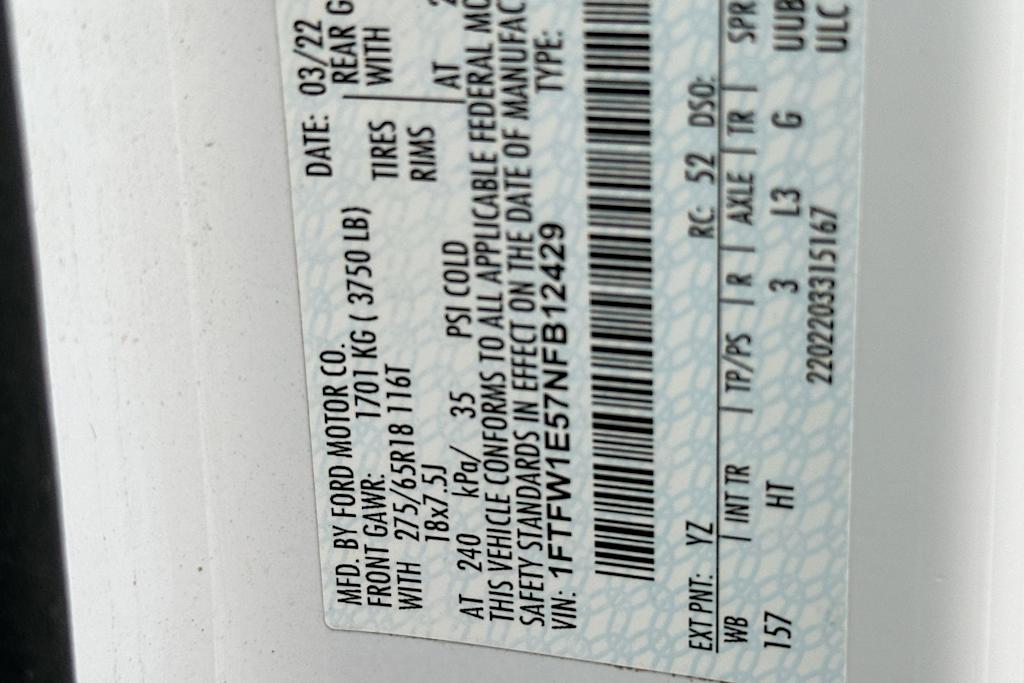 MFD. BY FORD MOTOR CO. DATE: 03/22
FRONT GAWR: 1701 KG ( 3750 LB) REAR G
WITH 275/65R18 116T TIRES WITH
18x7.5J RIMS
AT 240 kPa/ 35 PSI COLD AT
THIS VEHICLE CONFORMS TO ALL APPLICABLE FEDERAL MO
SAFETY STANDARDS IN EFFECT ON THE DATE OF MANUFAC
VIN: 1FTFW1E57NFB12429 TYPE:
EXT PNT: YZ RC: 52 DSO:
WB | INT TR | TP/PS | R | AXLE | TR | SPR
157 HT 3 L3 G UUB
2202203315167 ULC